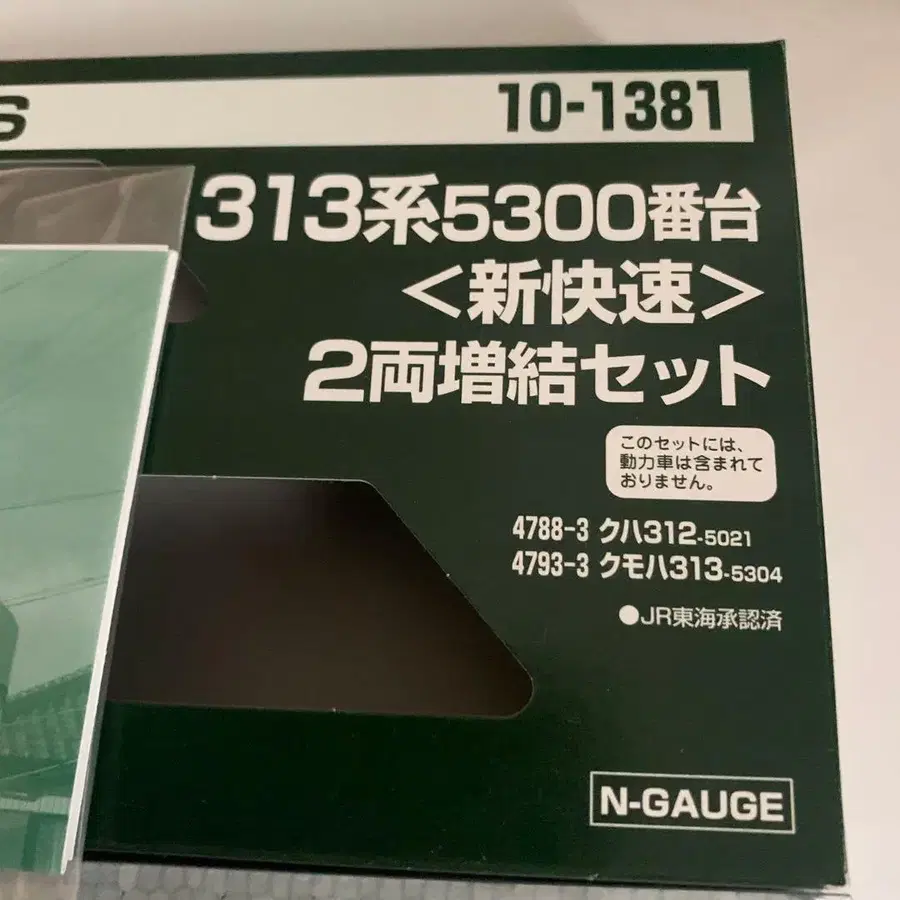 S
10-1381
313系5300番台
＜新快速＞
2両増結セット
このセットには、
動力車は含まれて
おりません。
4788-3 クハ312-5021
4793-3 クモハ313-5304
●JR東海承認済
N-GAUGE